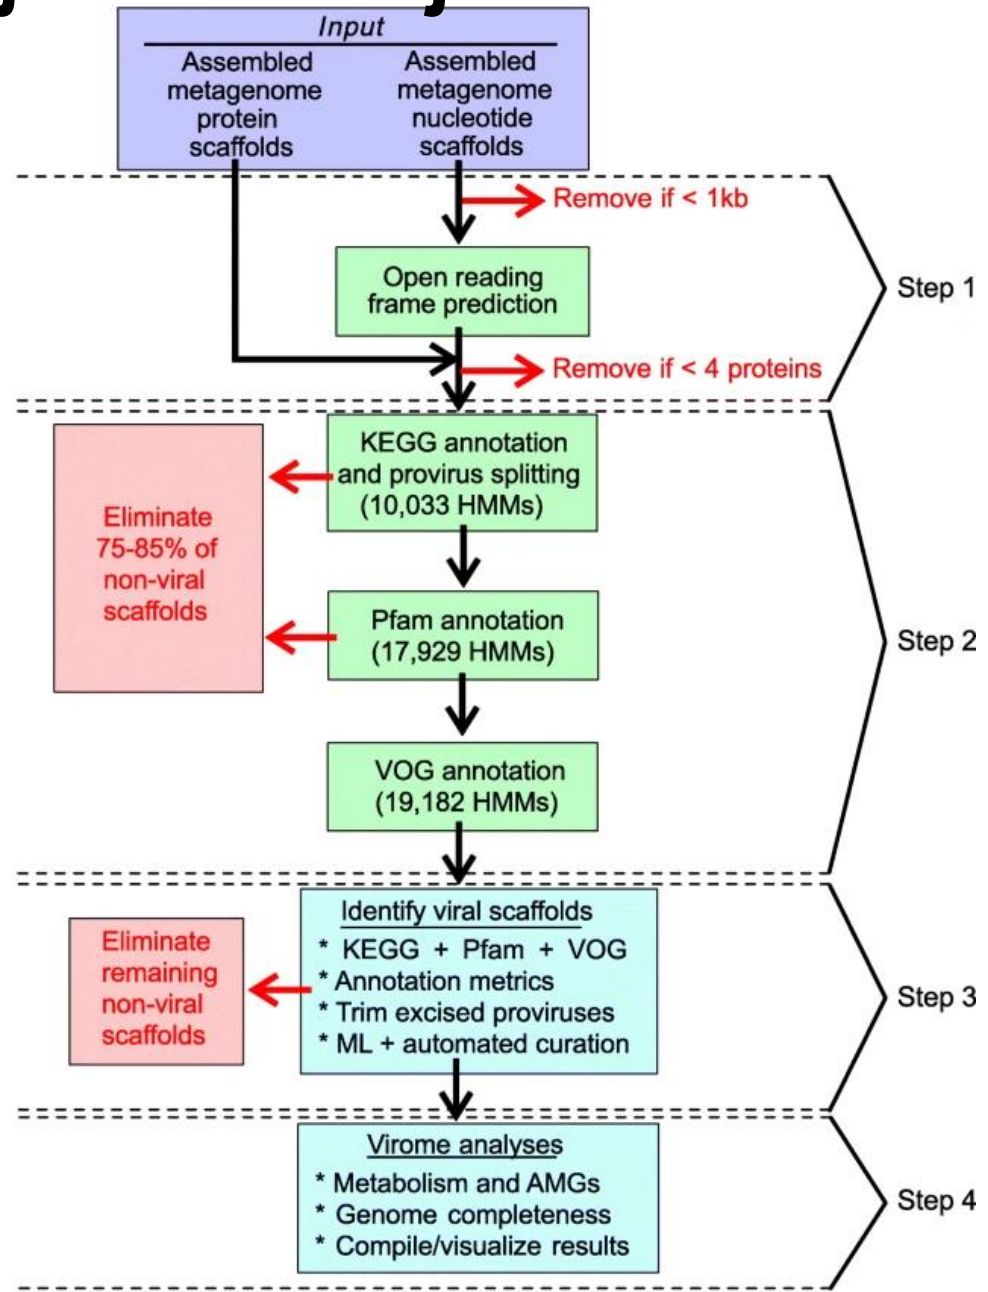 Input
Assembled
metagenome
protein
scaffolds
Assembled
metagenome
nucleotide
scaffolds
Remove if < 1kb
Open reading
frame prediction
Step 1
Remove if < 4 proteins
KEGG annotation
and provirus splitting
(10,033 HMMs)
Eliminate
75-85% of
non-viral
scaffolds
Pfam annotation
(17,929 HMMs)
Step 2
VOG annotation
(19,182 HMMs)
Identify viral scaffolds
* KEGG + Pfam + VOG
* Annotation metrics
* Trim excised proviruses
* ML + automated curation
Eliminate
remaining
non-viral
scaffolds
Step 3
Virome analyses
* Metabolism and AMGs
* Genome completeness
* Compile/visualize results
Step 4